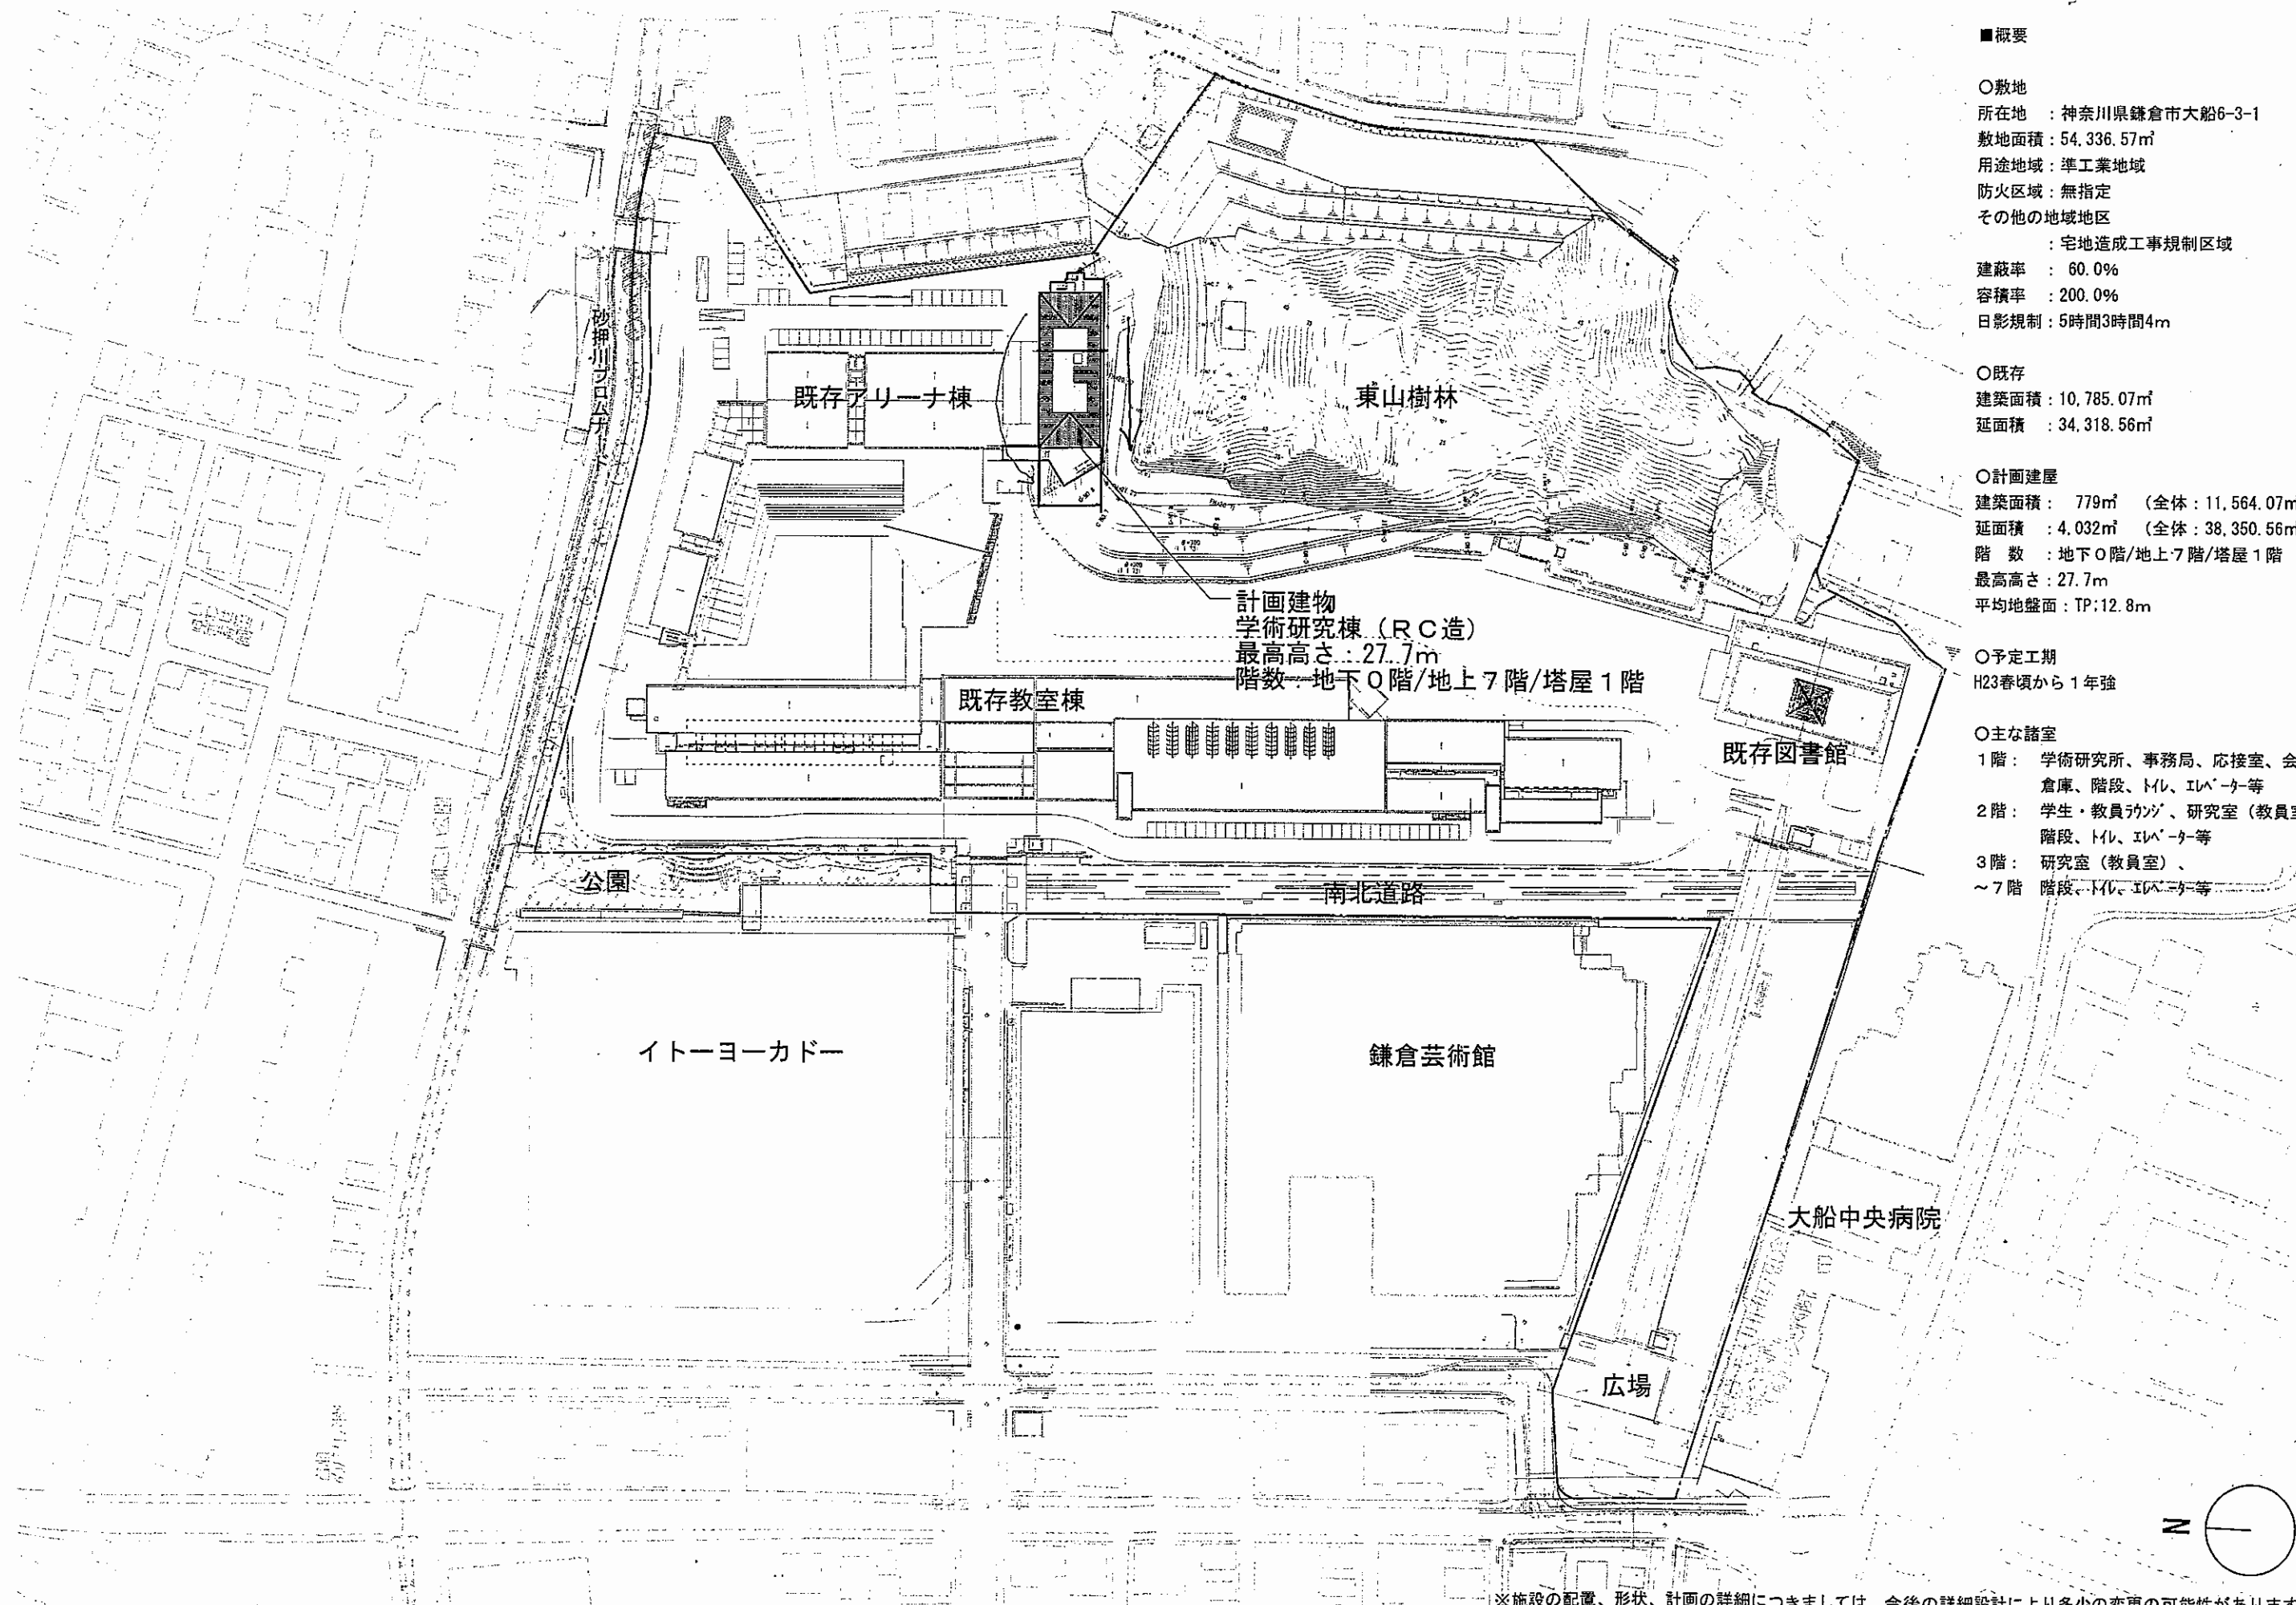 ■概要
〇敷地
所在地 ：神奈川県鎌倉市大船6-3-1
敷地面積：54,336.57㎡
用途地域：準工業地域
防火区域：無指定
その他の地域地区
：宅地造成工事規制区域
建蔽率 ： 60.0%
容積率 ：200.0%
日影規制：5時間3時間4m
〇既存
建築面積：10,785.07㎡
延面積 ：34,318.56㎡
〇計画建屋
建築面積： 779㎡ （全体：11,564.07m
延面積 ：4,032㎡ （全体：38,350.56m
階 数 ：地下０階/地上７階/塔屋１階
最高高さ：27.7m
平均地盤面：TP;12.8m
〇予定工期
H23春頃から１年強
〇主な諸室
１階： 学術研究所、事務局、応接室、会
倉庫、階段、ﾄｲﾚ、ｴﾚﾍﾞｰﾀｰ等
２階： 学生・教員ﾗｳﾝｼﾞ、研究室（教員室
階段、ﾄｲﾚ、ｴﾚﾍﾞｰﾀｰ等
３階： 研究室（教員室）、
～７階 階段、ﾄｲﾚ、ｴﾚﾍﾞｰﾀｰ等
砂押川プロムナード
既存アリーナ棟
東山樹林
計画建物
学術研究棟（ＲＣ造）
最高高さ：27.7m
階数：地下０階/地上７階/塔屋１階
既存教室棟
既存図書館
公園
南北道路
イトーヨーカドー
鎌倉芸術館
大船中央病院
広場
N
※施設の配置、形状、計画の詳細につきましては、今後の詳細設計により多少の変更の可能性があります